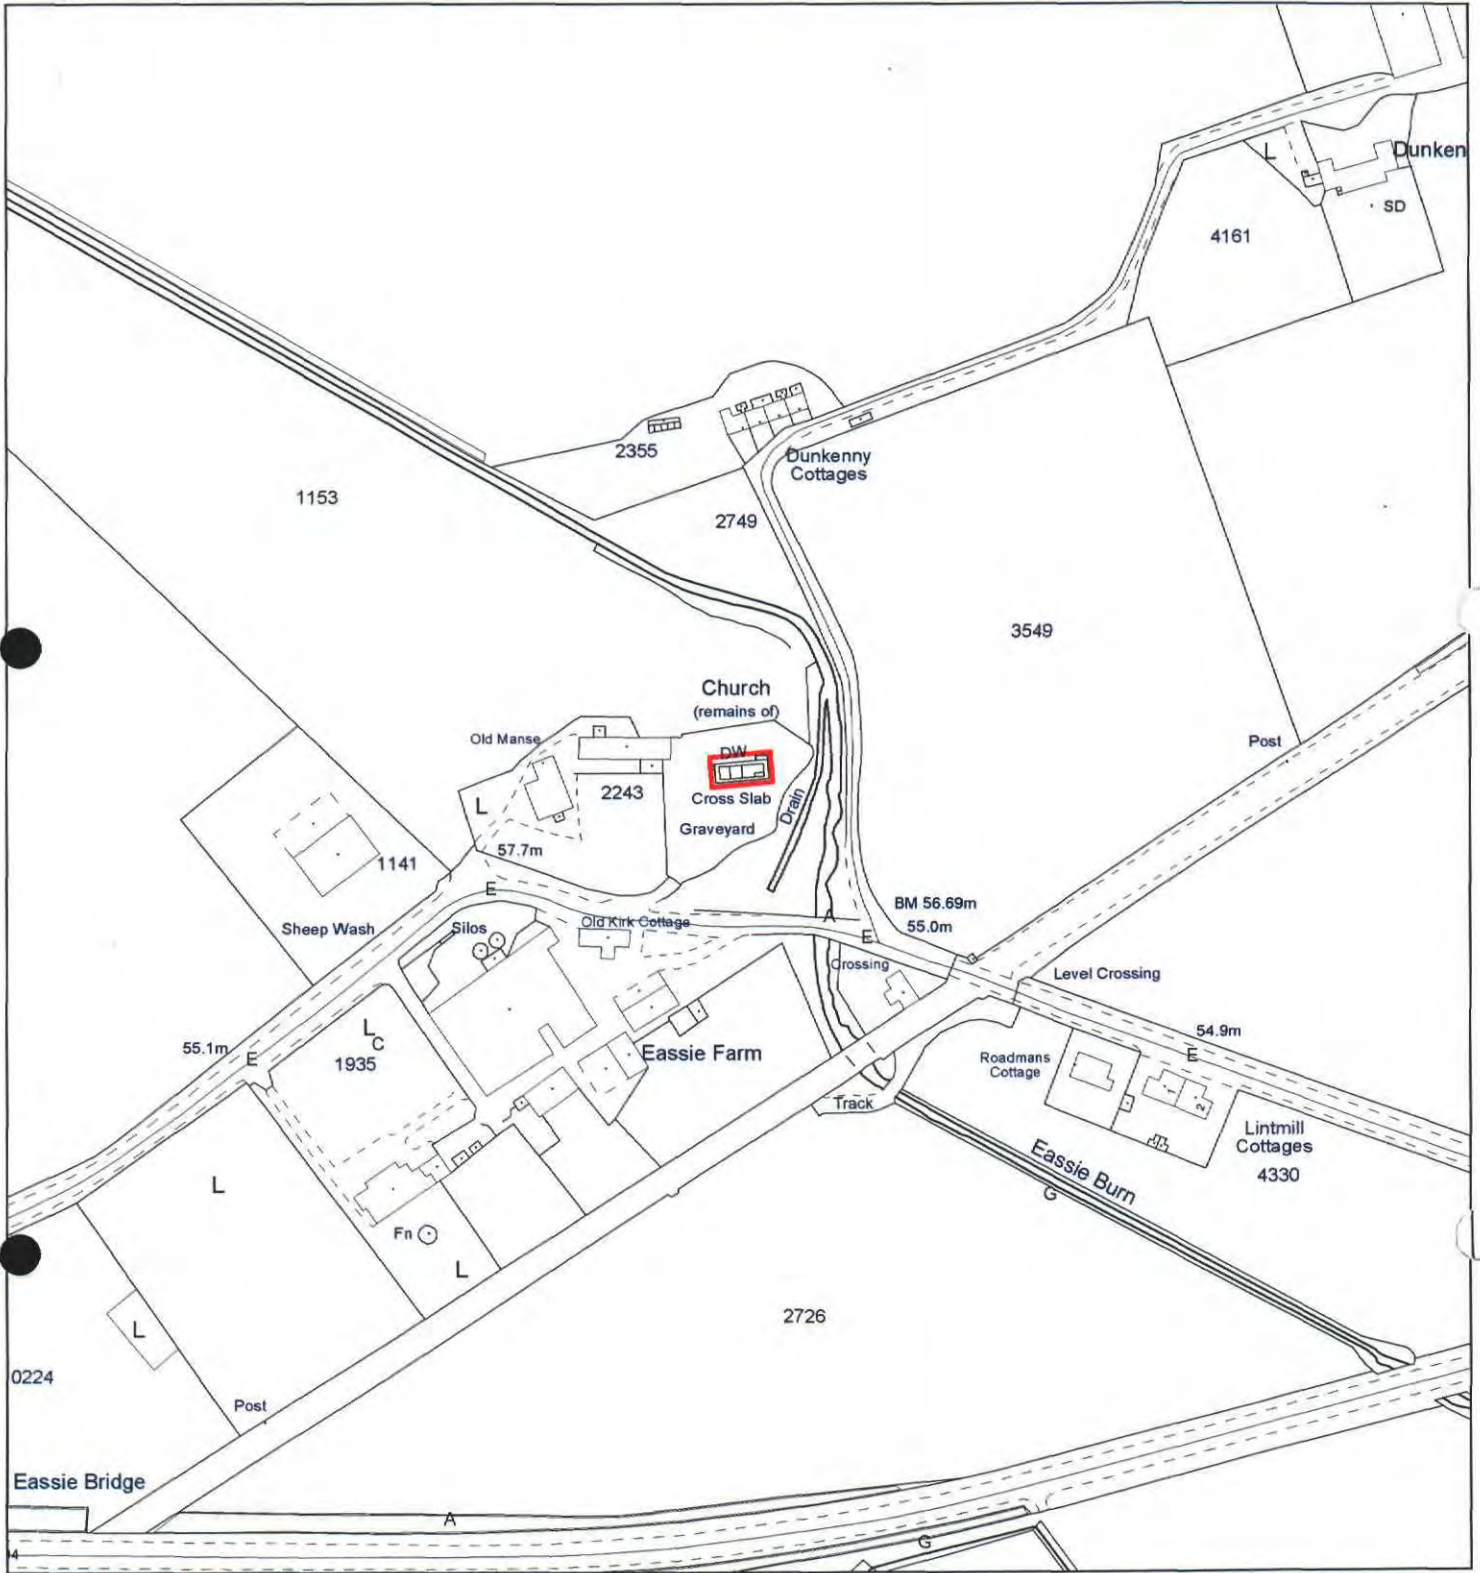 Dunken
L
SD
4161
2355
Dunkenny
Cottages
1153
2749
3549
Church
(remains of)
Old Manse
Post
DW
2243
Cross Slab
L
Drain
Graveyard
57.7m
1141
E
BM 56.69m
Sheep Wash
Silos
Old Kirk Cottage
A
55.0m
E
Crossing
Level Crossing
L
C
54.9m
55.1m
E
1935
Eassie Farm
Roadmans
Cottage
E
1
2
Track
Lintmill
Cottages
4330
Eassie Burn
G
L
Fn
L
2726
L
0224
Post
Eassie Bridge
A
G